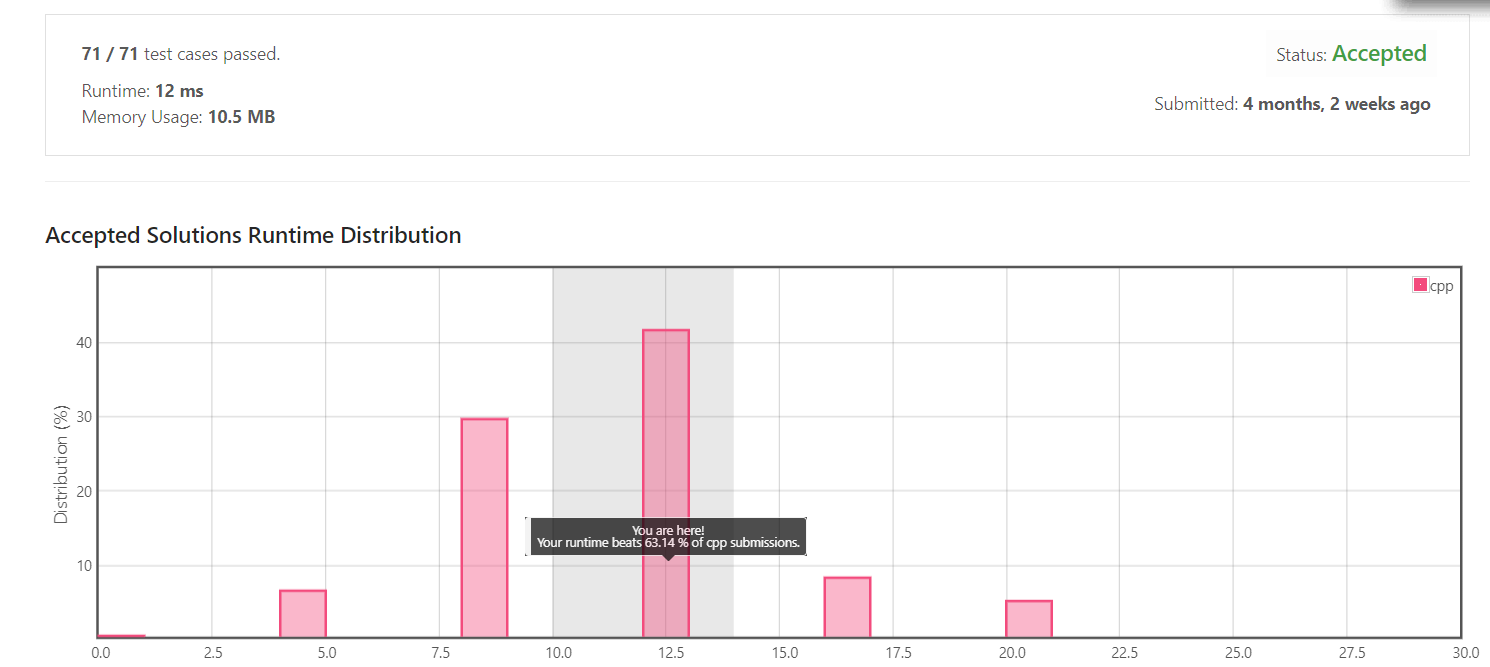 71 / 71 test cases passed.
Status: Accepted
Runtime: 12 ms
Submitted: 4 months, 2 weeks ago
Memory Usage: 10.5 MB
Accepted Solutions Runtime Distribution
cpp
40
30
20
10
Distribution (%)
You are here!
Your runtime beats 63.14 % of cpp submissions.
0.0 2.5 5.0 7.5 10.0 12.5 15.0 17.5 20.0 22.5 25.0 27.5 30.0